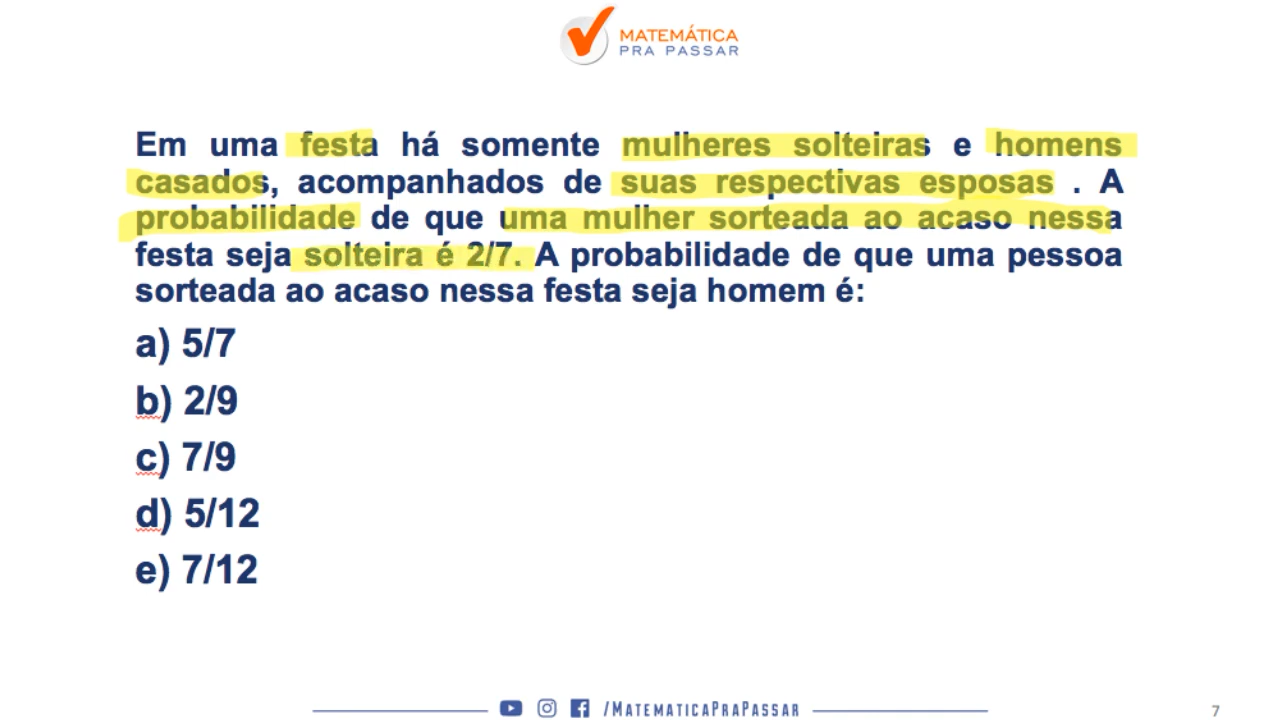 MATEMÁTICA
PRA PASSAR
Em uma festa há somente mulheres solteiras e homens
casados, acompanhados de suas respectivas esposas . A
probabilidade de que uma mulher sorteada ao acaso nessa
festa seja solteira é 2/7. A probabilidade de que uma pessoa
sorteada ao acaso nessa festa seja homem é:
a) 5/7
b) 2/9
c) 7/9
d) 5/12
e) 7/12
/MATEMATICAPRAPASSAR
7